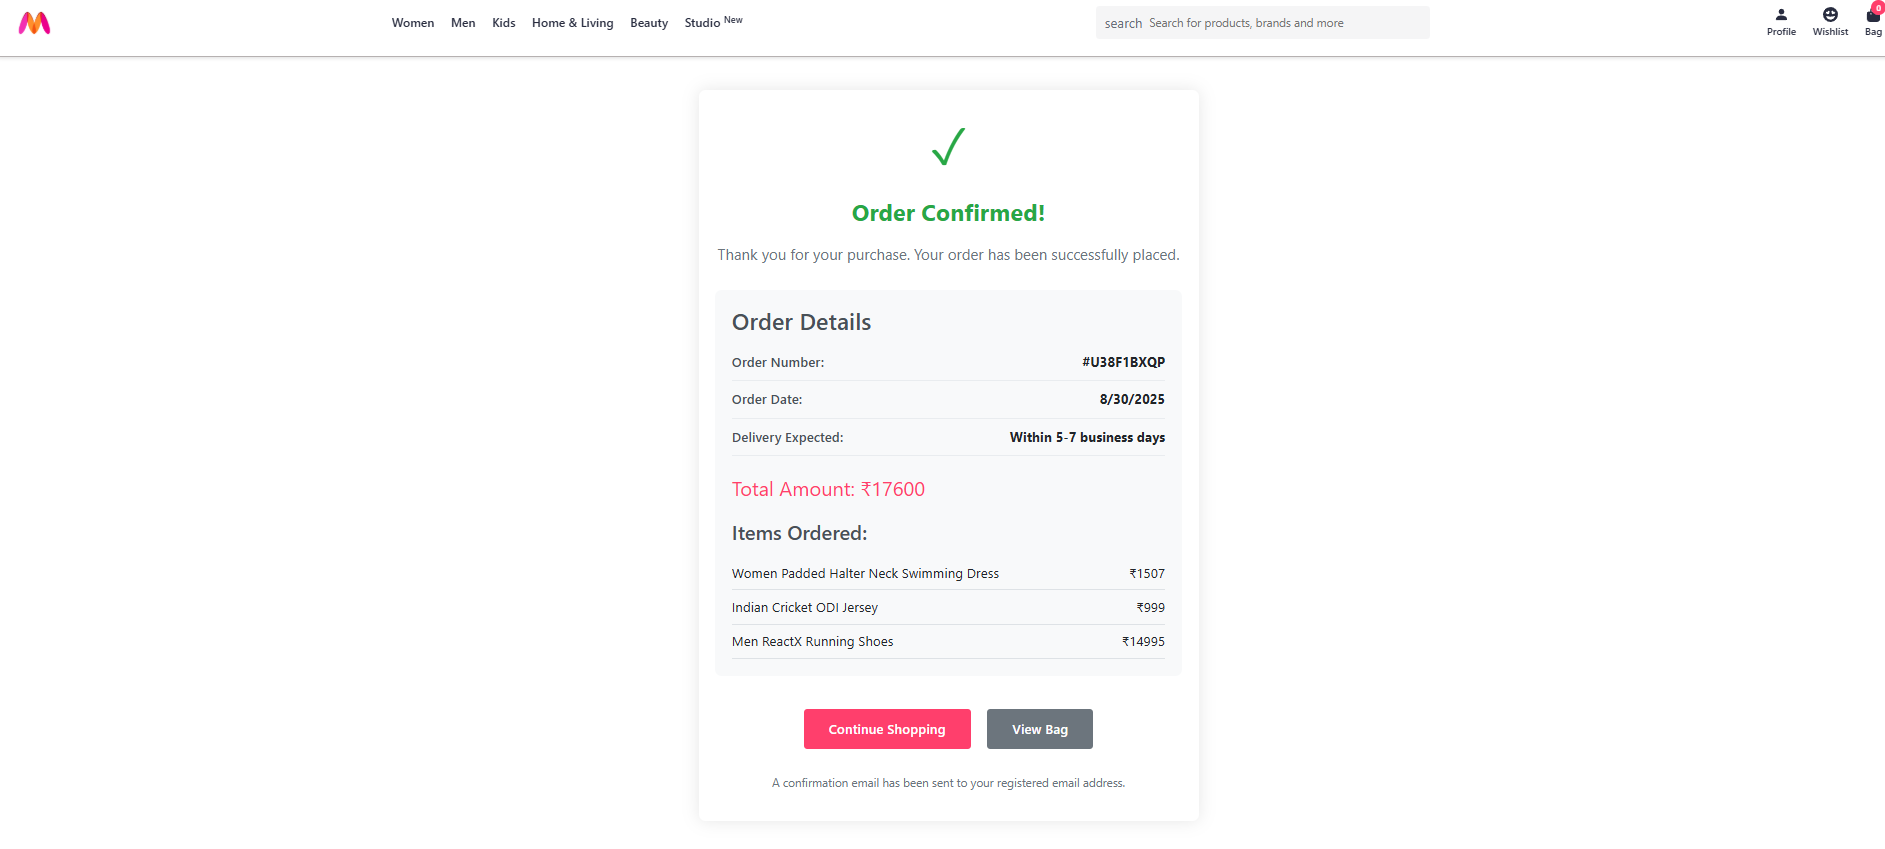 Women Men Kids Home & Living Beauty Studio New
search Search for products, brands and more
Profile Wishlist Bag 0
✓
Order Confirmed!
Thank you for your purchase. Your order has been successfully placed.
Order Details
Order Number: #U38F1BXQP
Order Date: 8/30/2025
Delivery Expected: Within 5-7 business days
Total Amount: ₹17600
Items Ordered:
Women Padded Halter Neck Swimming Dress ₹1507
Indian Cricket ODI Jersey ₹999
Men ReactX Running Shoes ₹14995
Continue Shopping View Bag
A confirmation email has been sent to your registered email address.